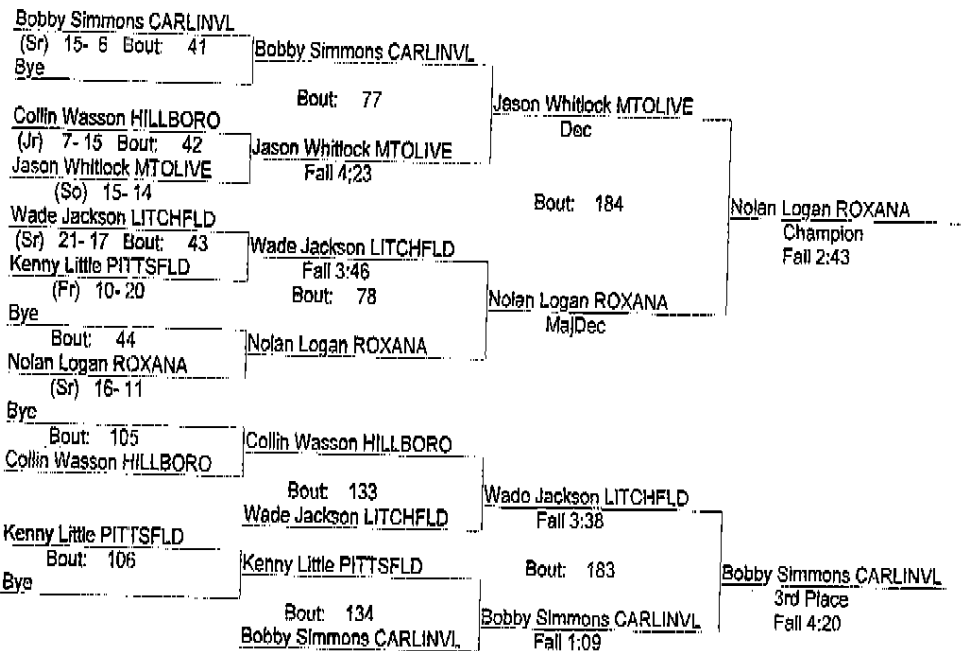 Bobby Simmons CARLINVL
(Sr) 15- 6 Bout: 41
Bye
Bobby Simmons CARLINVL
Bout: 77
Collin Wasson HILLBORO
(Jr) 7- 15 Bout: 42
Jason Whitlock MTOLIVE
(So) 15- 14
Jason Whitlock MTOLIVE
Fall 4:23
Jason Whitlock MTOLIVE
Dec
Bout: 184
Wade Jackson LITCHFLD
(Sr) 21- 17 Bout: 43
Kenny Little PITTSFLD
(Fr) 10- 20
Wade Jackson LITCHFLD
Fall 3:46
Bout: 78
Bye
Bout: 44
Nolan Logan ROXANA
(Sr) 16- 11
Nolan Logan ROXANA
Nolan Logan ROXANA
MajDec
Nolan Logan ROXANA
Champion
Fall 2:43
Bye
Bout: 105
Collin Wasson HILLBORO
Collin Wasson HILLBORO
Bout: 133
Wade Jackson LITCHFLD
Wade Jackson LITCHFLD
Fall 3:38
Bout: 183
Kenny Little PITTSFLD
Bout: 106
Bye
Kenny Little PITTSFLD
Bout: 134
Bobby Simmons CARLINVL
Bobby Simmons CARLINVL
Fall 1:09
Bobby Simmons CARLINVL
3rd Place
Fall 4:20